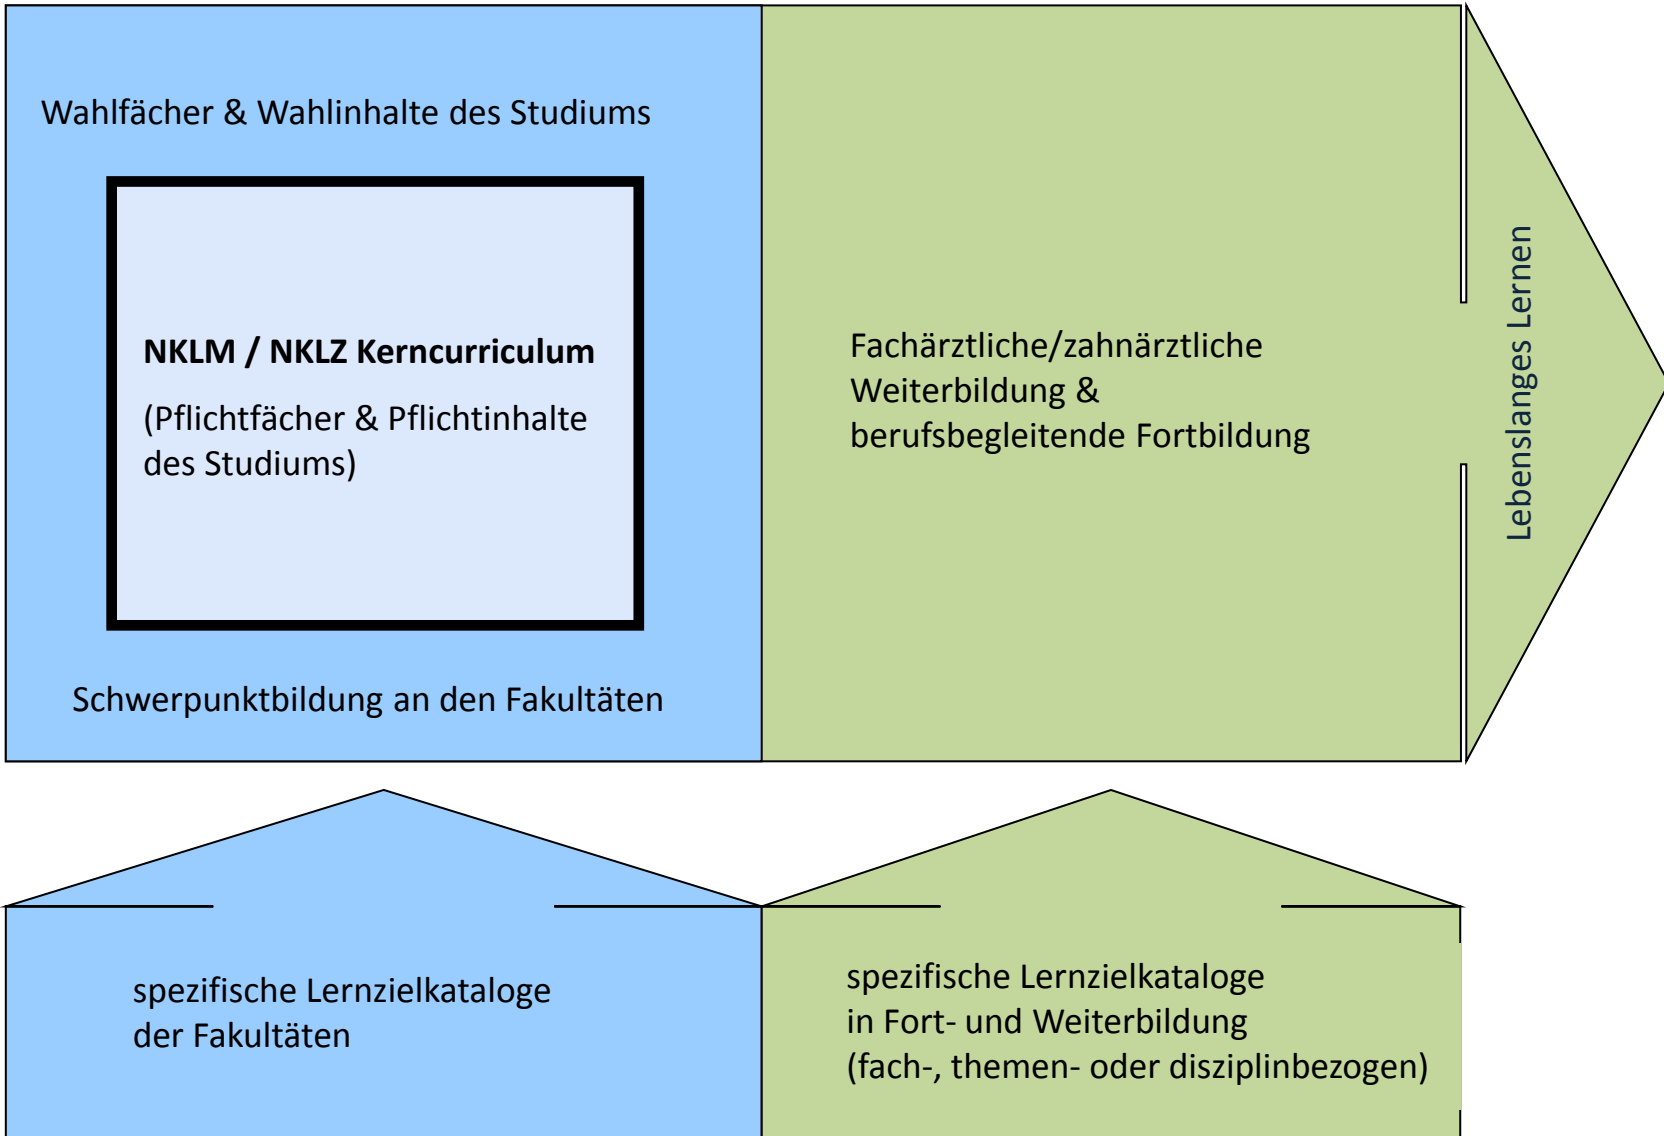 Wahlfächer & Wahlinhalte des Studiums
NKLM / NKLZ Kerncurriculum
(Pflichtfächer & Pflichtinhalte
des Studiums)
Schwerpunktbildung an den Fakultäten
Fachärztliche/zahnärztliche
Weiterbildung &
berufsbegleitende Fortbildung
Lebenslanges Lernen
spezifische Lernzielkataloge
der Fakultäten
spezifische Lernzielkataloge
in Fort- und Weiterbildung
(fach-, themen- oder disziplinbezogen)